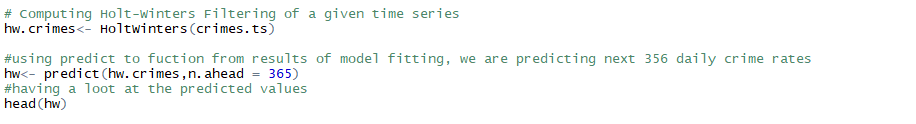 # Computing Holt-Winters Filtering of a given time series
hw.crimes<- HoltWinters(crimes.ts)
#using predict to fuction from results of model fitting, we are predicting next 356 daily crime rates
hw<- predict(hw.crimes,n.ahead = 365)
#having a loot at the predicted values
head(hw)